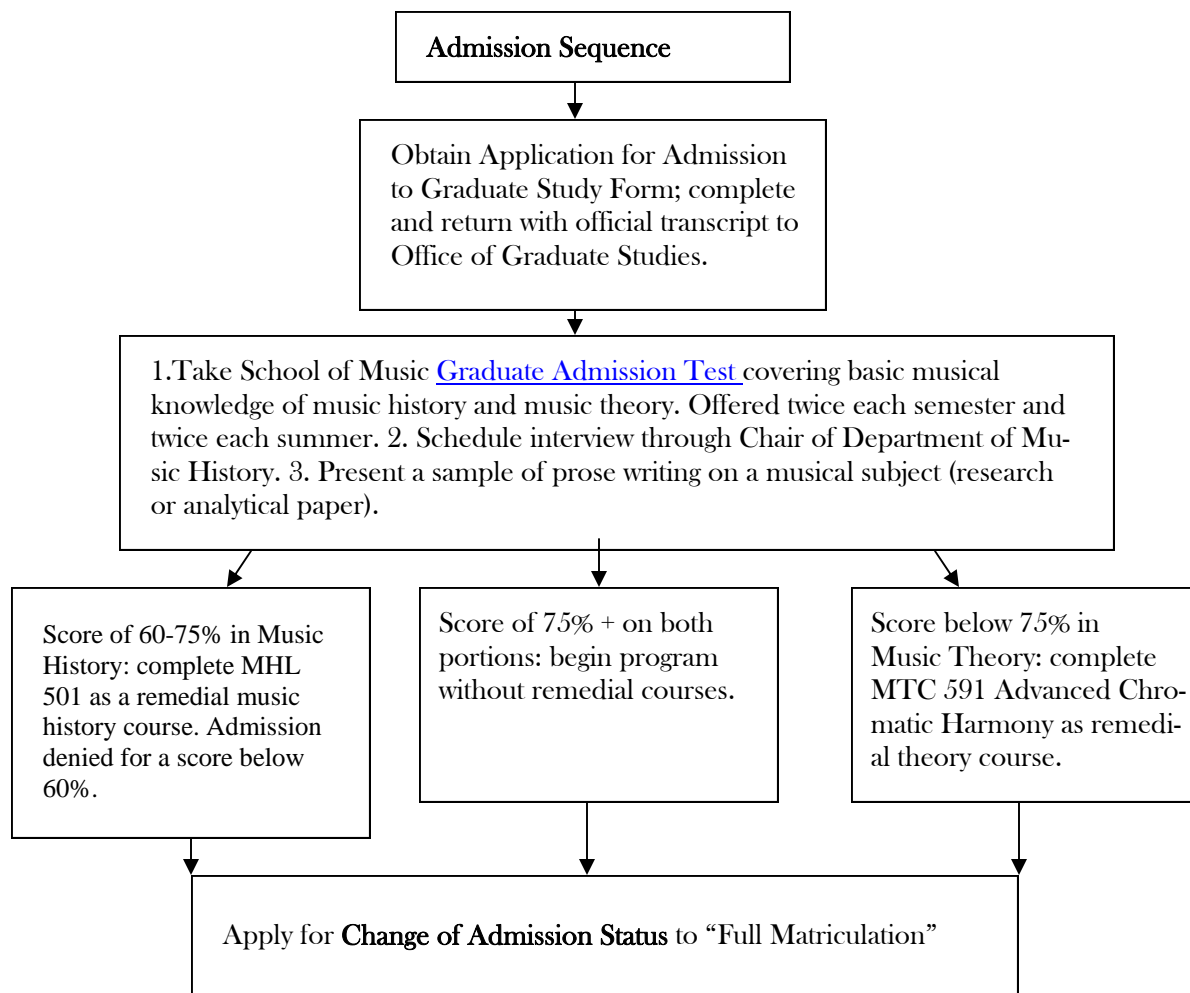 Admission Sequence
Obtain Application for Admission
to Graduate Study Form; complete
and return with official transcript to
Office of Graduate Studies.
1.Take School of Music Graduate Admission Test covering basic musical
knowledge of music history and music theory. Offered twice each semester and
twice each summer. 2. Schedule interview through Chair of Department of Mu-
sic History. 3. Present a sample of prose writing on a musical subject (research
or analytical paper).
Score of 60-75% in Music
History: complete MHL
501 as a remedial music
history course. Admission
denied for a score below
60%.
Score of 75% + on both
portions: begin program
without remedial courses.
Score below 75% in
Music Theory: complete
MTC 591 Advanced Chro-
matic Harmony as remedi-
al theory course.
Apply for Change of Admission Status to “Full Matriculation”